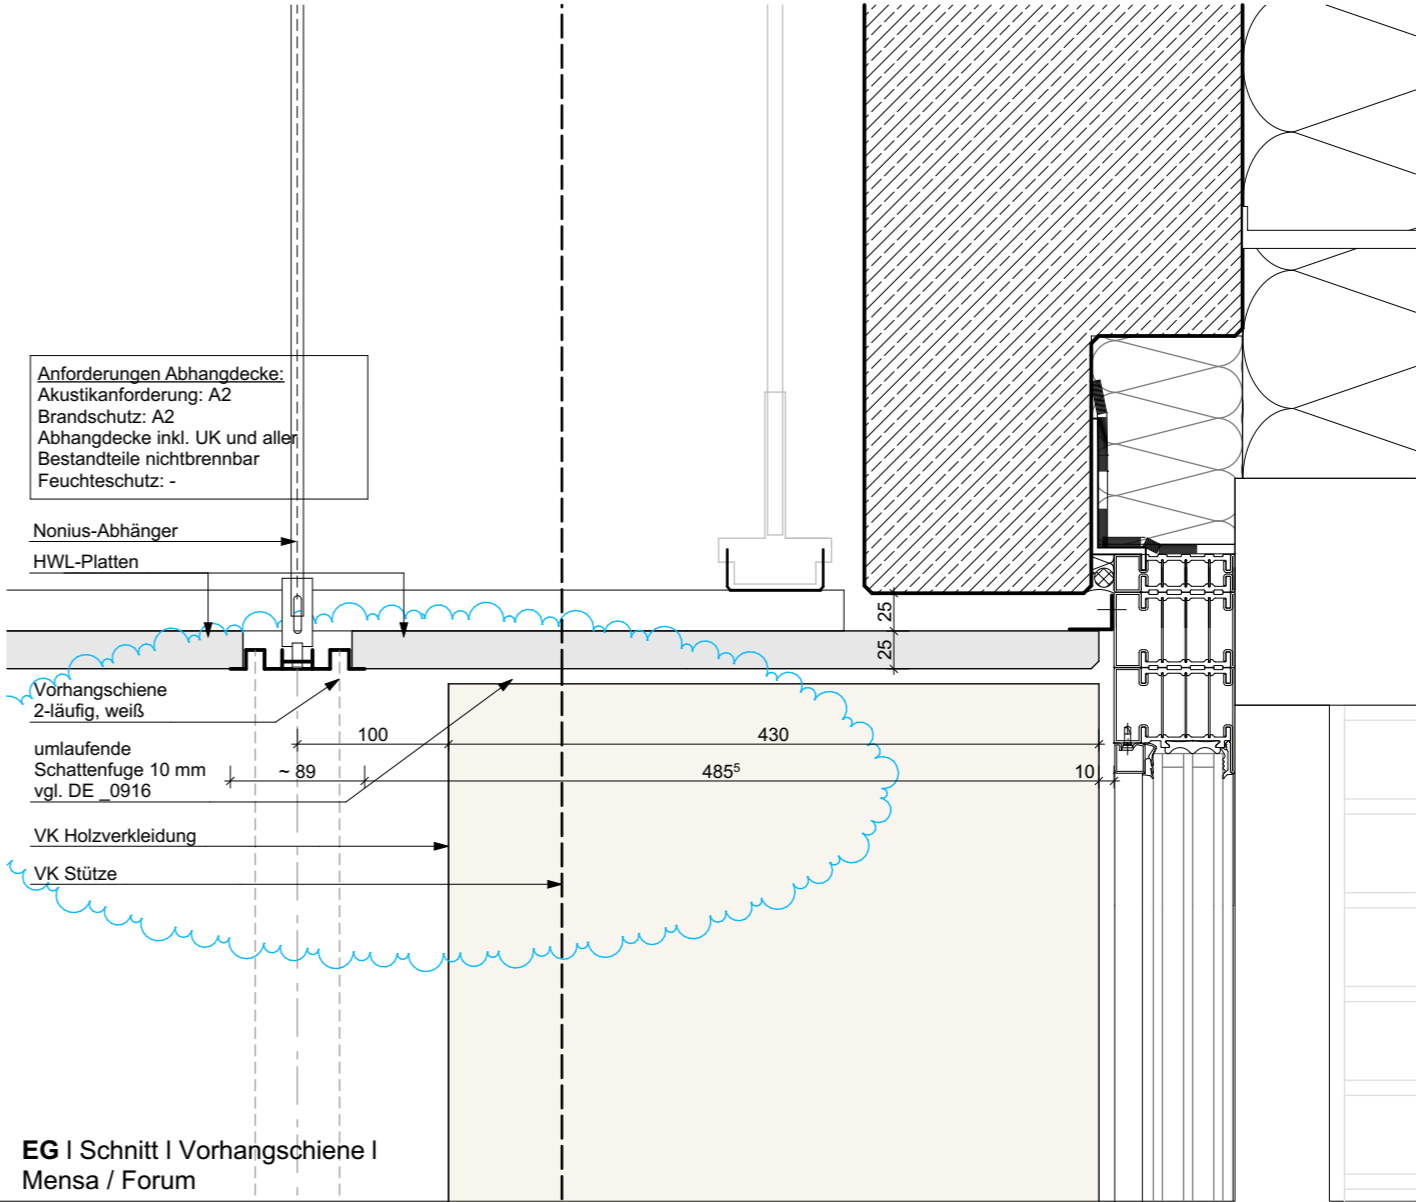 Anforderungen Abhangdecke:
Akustikanforderung: A2
Brandschutz: A2
Abhangdecke inkl. UK und aller
Bestandteile nichtbrennbar
Feuchteschutz: -
Nonius-Abhänger
HWL-Platten
25
25
Vorhangschiene
2-läufig, weiß
100
430
umlaufende
Schattenfuge 10 mm
vgl. DE _0916
~ 89
485⁵
10
VK Holzverkleidung
VK Stütze
EG I Schnitt I Vorhangschiene I
Mensa / Forum